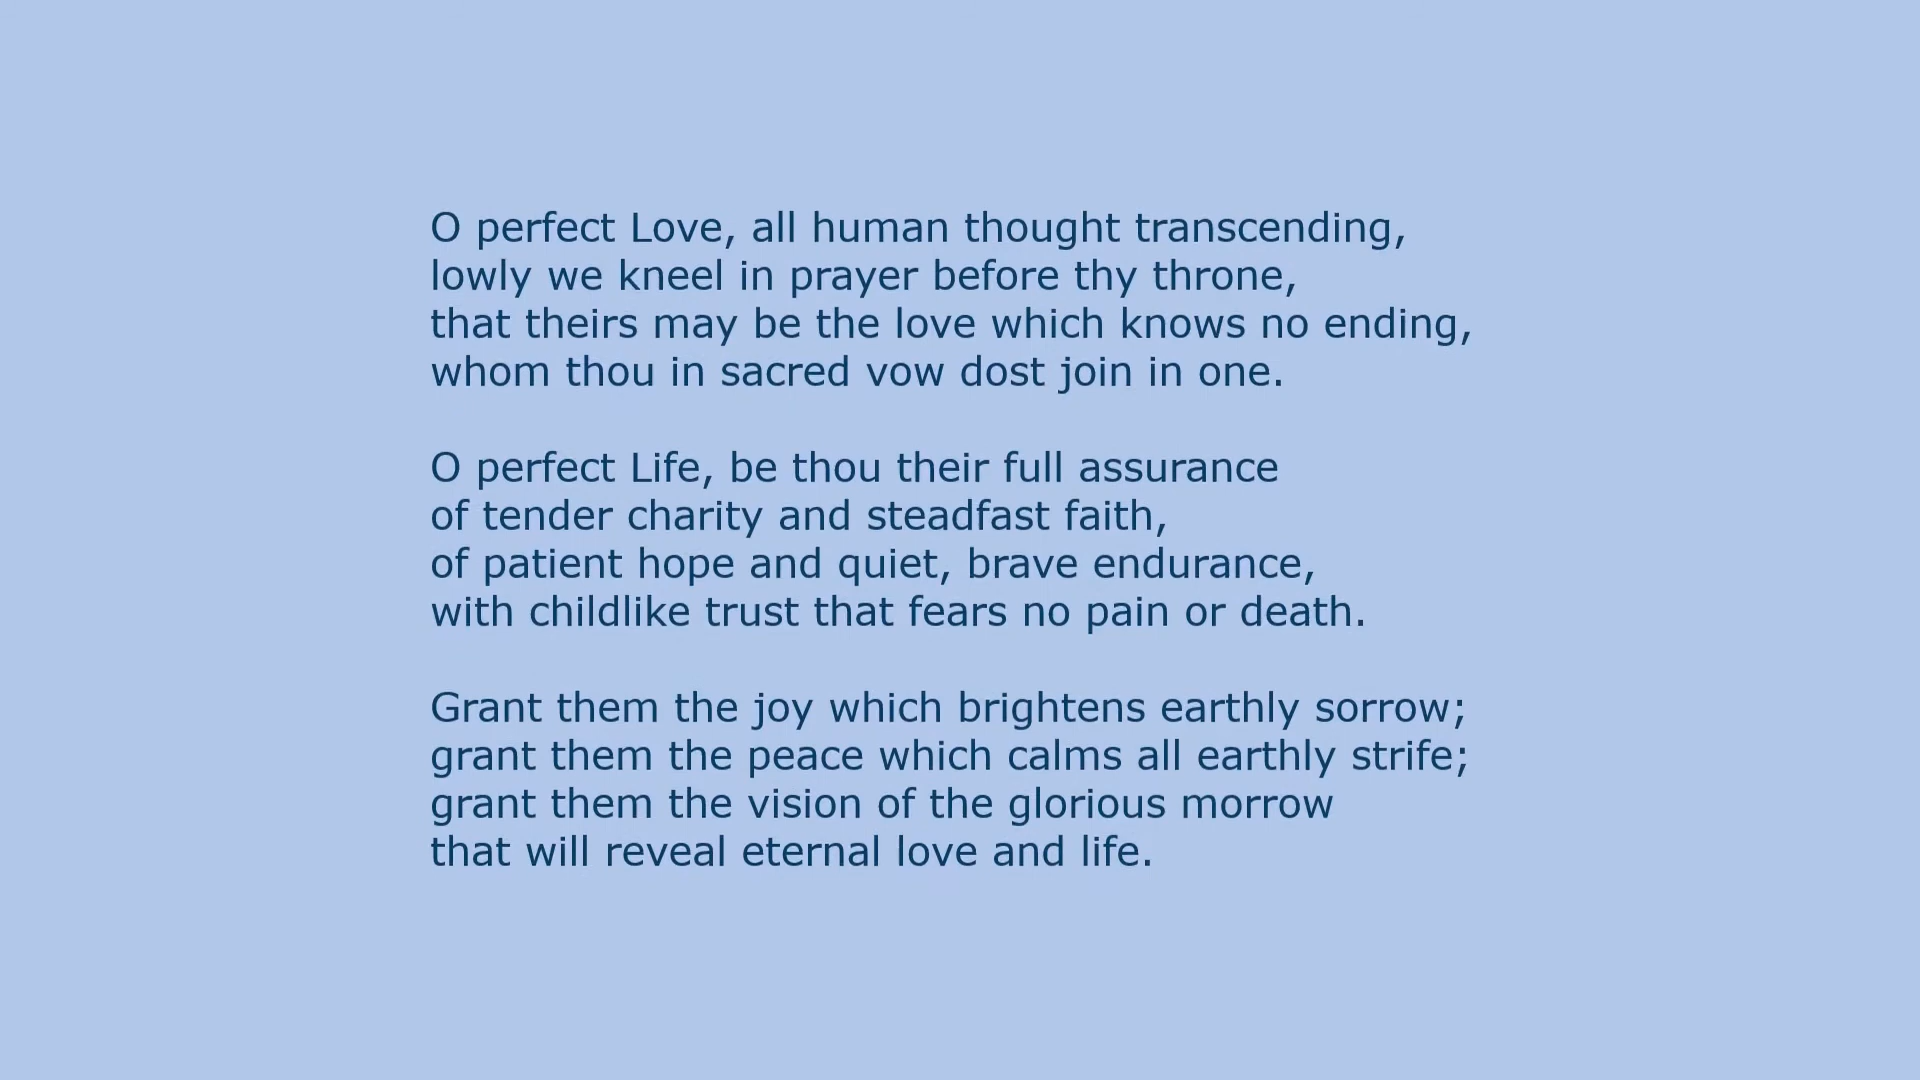 O perfect Love, all human thought transcending,
lowly we kneel in prayer before thy throne,
that theirs may be the love which knows no ending,
whom thou in sacred vow dost join in one.

O perfect Life, be thou their full assurance
of tender charity and steadfast faith,
of patient hope and quiet, brave endurance,
with childlike trust that fears no pain or death.

Grant them the joy which brightens earthly sorrow;
grant them the peace which calms all earthly strife;
grant them the vision of the glorious morrow
that will reveal eternal love and life.